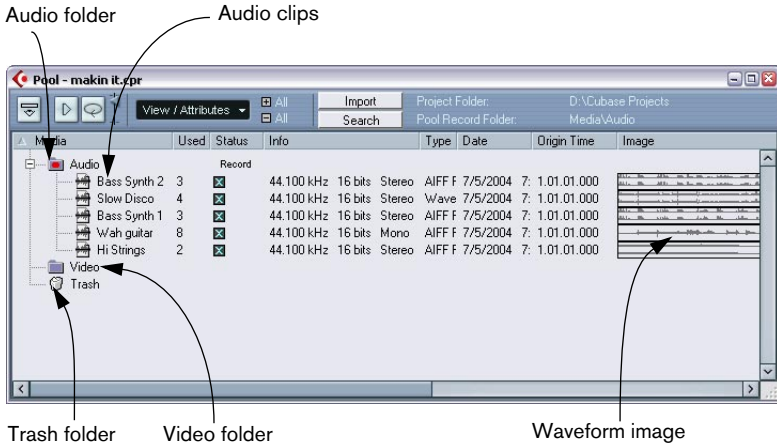 Audio folder
Audio clips
Pool - makin it.cpr
View / Attributes
All
All
Import
Search
Project Folder: D:\Cubase Projects
Pool Record Folder: Media\Audio
Media Used Status Info Type Date Origin Time Image
Audio Record
Bass Synth 2 3 44.100 kHz 16 bits Stereo AIFF F 7/5/2004 7: 1.01.01.000
Slow Disco 4 44.100 kHz 16 bits Stereo Wave 7/5/2004 7: 1.01.01.000
Bass Synth 1 3 44.100 kHz 16 bits Stereo AIFF F 7/5/2004 7: 1.01.01.000
Wah guitar 8 44.100 kHz 16 bits Mono AIFF F 7/5/2004 7: 1.01.01.000
Hi Strings 2 44.100 kHz 16 bits Stereo AIFF F 7/5/2004 7: 1.01.01.000
Video
Trash
Trash folder
Video folder
Waveform image